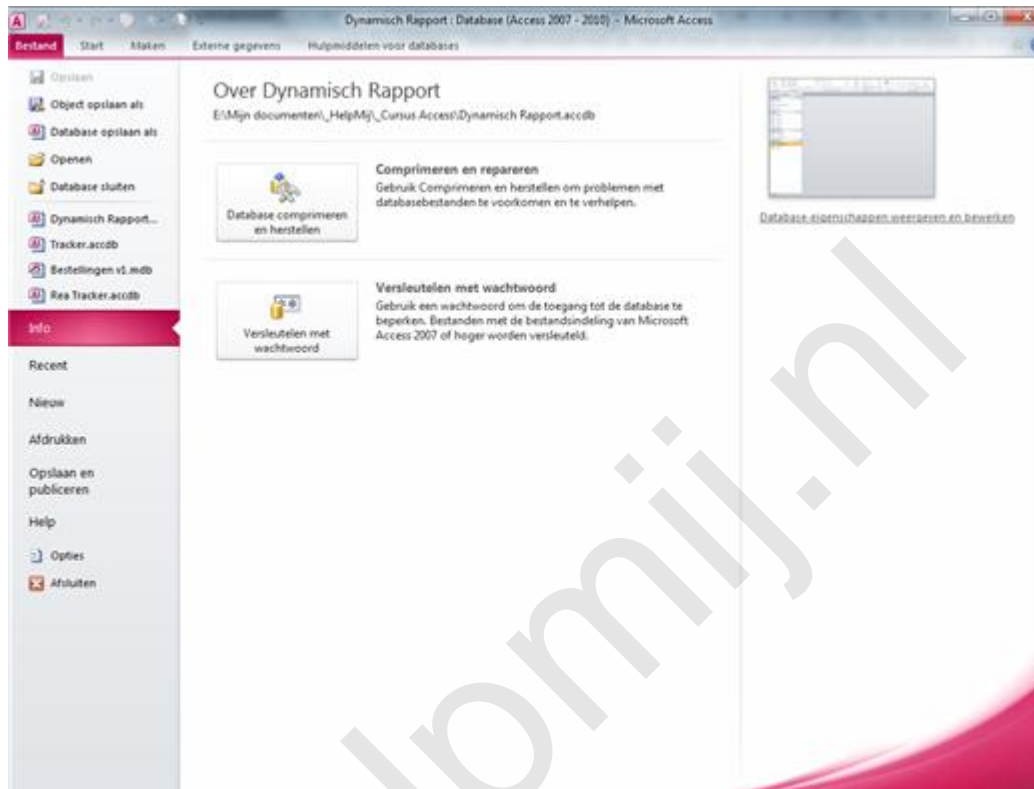 Dynamisch Rapport : Database (Access 2007 - 2010) - Microsoft Access
Bestand Start Maken Externe gegevens Hulpmiddelen voor databases
Opslaan
Object opslaan als
Database opslaan als
Openen
Database sluiten
Dynamisch Rapport...
Tracker.accdb
Bestellingen v1.mdb
Rea Tracker.accdb
Info
Recent
Nieuw
Afdrukken
Opslaan en
publiceren
Help
Opties
Afsluiten
Over Dynamisch Rapport
E:\Mijn documenten\_HelpMij\_Cursus Access\Dynamisch Rapport.accdb
Database comprimeren
en herstellen
Comprimeren en repareren
Gebruik Comprimeren en herstellen om problemen met
databasebestanden te voorkomen en te verhelpen.
Versleutelen met
wachtwoord
Versleutelen met wachtwoord
Gebruik een wachtwoord om de toegang tot de database te
beperken. Bestanden met de bestandsindeling van Microsoft
Access 2007 of hoger worden versleuteld.
Database-eigenschappen weergeven en bewerken
lpmij.nl